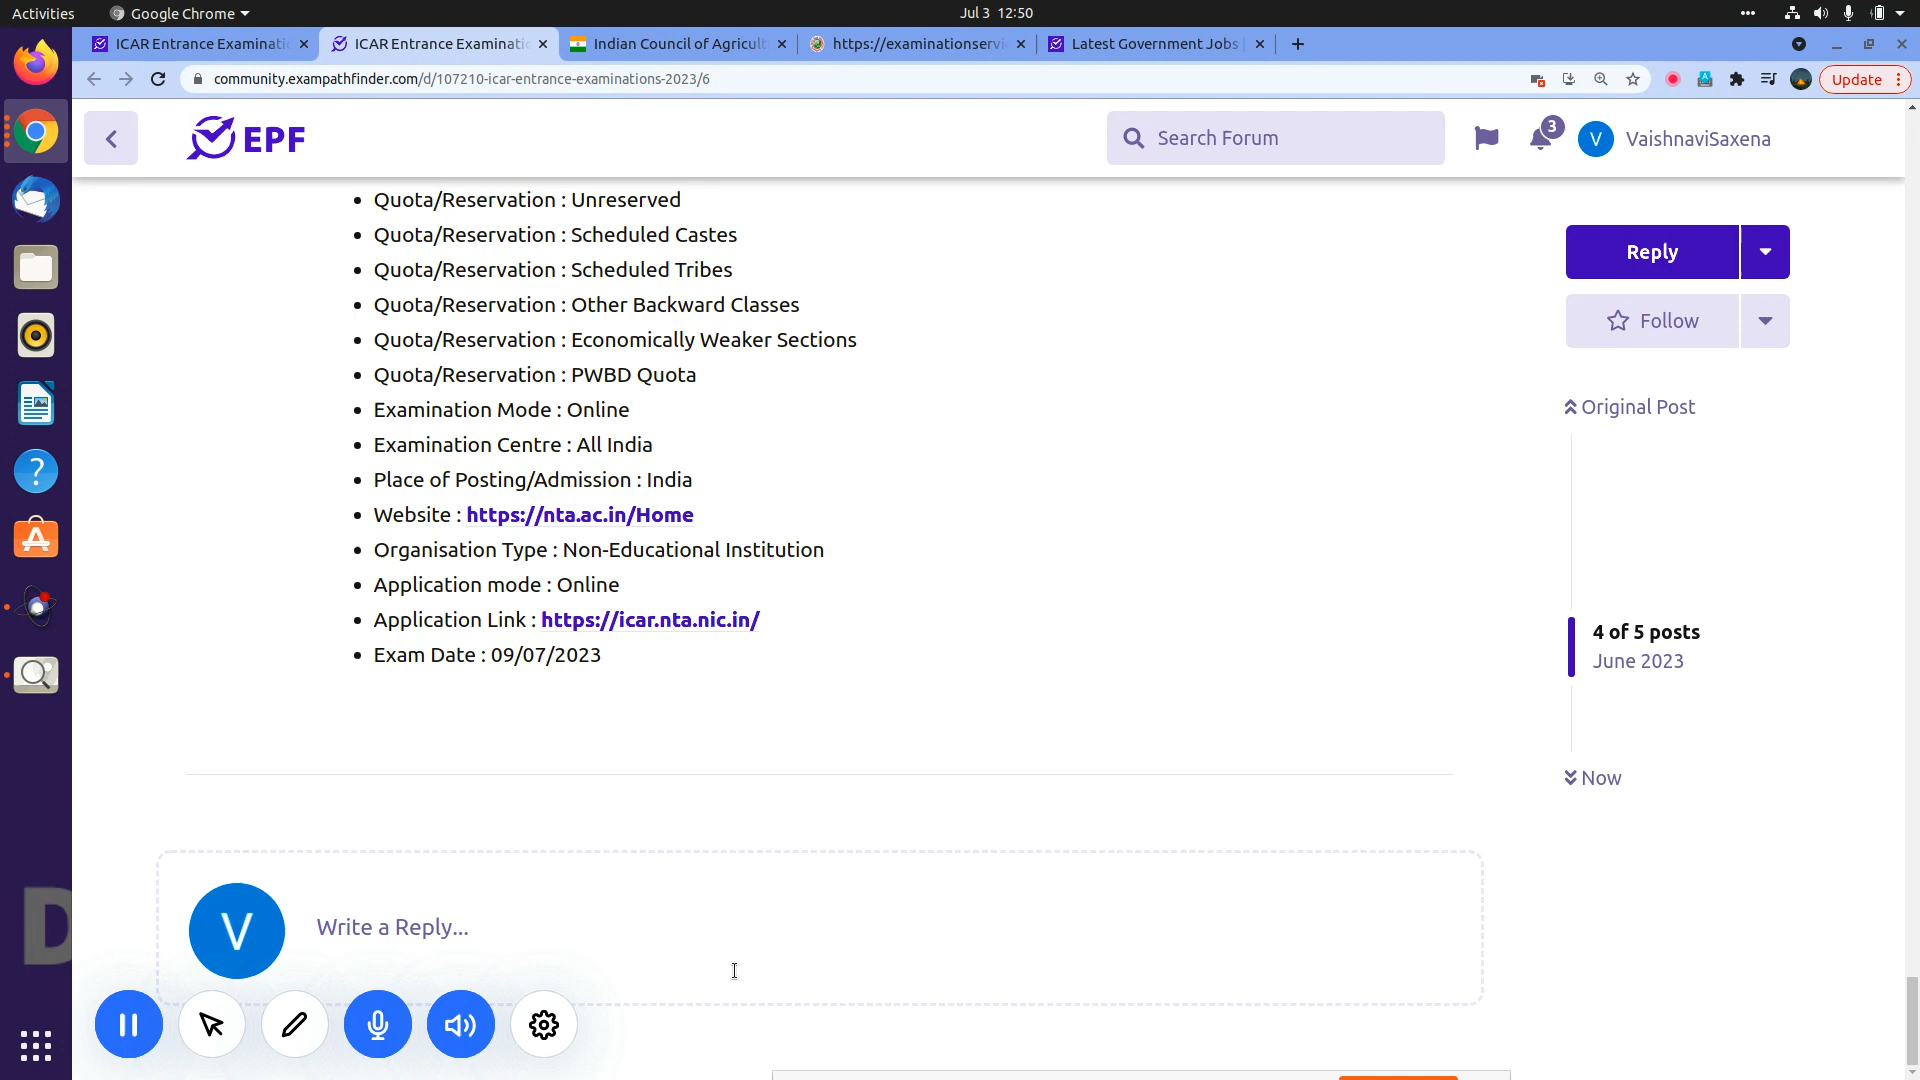 Activities
Google Chrome
Jul 3 12:50
ICAR Entrance Examinati
ICAR Entrance Examinati
Indian Council of Agricult
https://examinationservi
Latest Government Jobs
community.exampathfinder.com/d/107210-icar-entrance-examinations-2023/6
Update
EPF
Search Forum
3
V
VaishnaviSaxena
Quota/Reservation : Unreserved
Quota/Reservation : Scheduled Castes
Quota/Reservation : Scheduled Tribes
Quota/Reservation : Other Backward Classes
Quota/Reservation : Economically Weaker Sections
Quota/Reservation : PWBD Quota
Examination Mode : Online
Examination Centre : All India
Place of Posting/Admission : India
Website : https://nta.ac.in/Home
Organisation Type : Non-Educational Institution
Application mode : Online
Application Link : https://icar.nta.nic.in/
Exam Date : 09/07/2023
Reply
Follow
Original Post
4 of 5 posts
June 2023
Now
V
Write a Reply...
D